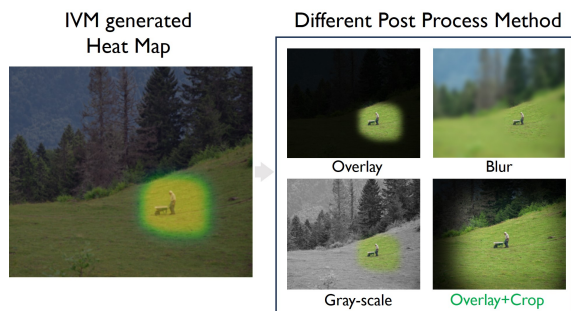 IVM generated
Heat Map
Different Post Process Method
Overlay
Blur
Gray-scale
Overlay+Crop